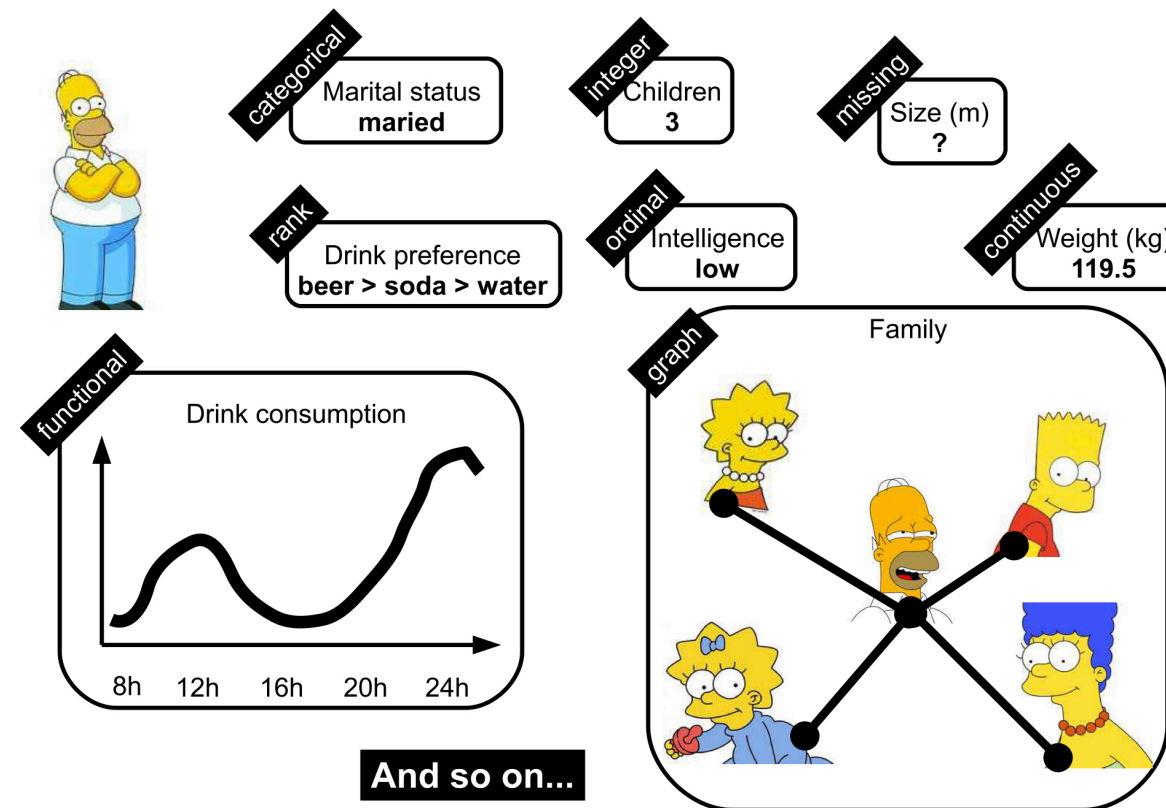 categorical
Marital status
maried
integer
Children
3
missing
Size (m)
?
rank
Drink preference
beer > soda > water
ordinal
Intelligence
low
continuous
Weight (kg)
119.5
functional
Drink consumption
8h 12h 16h 20h 24h
graph
Family
And so on...